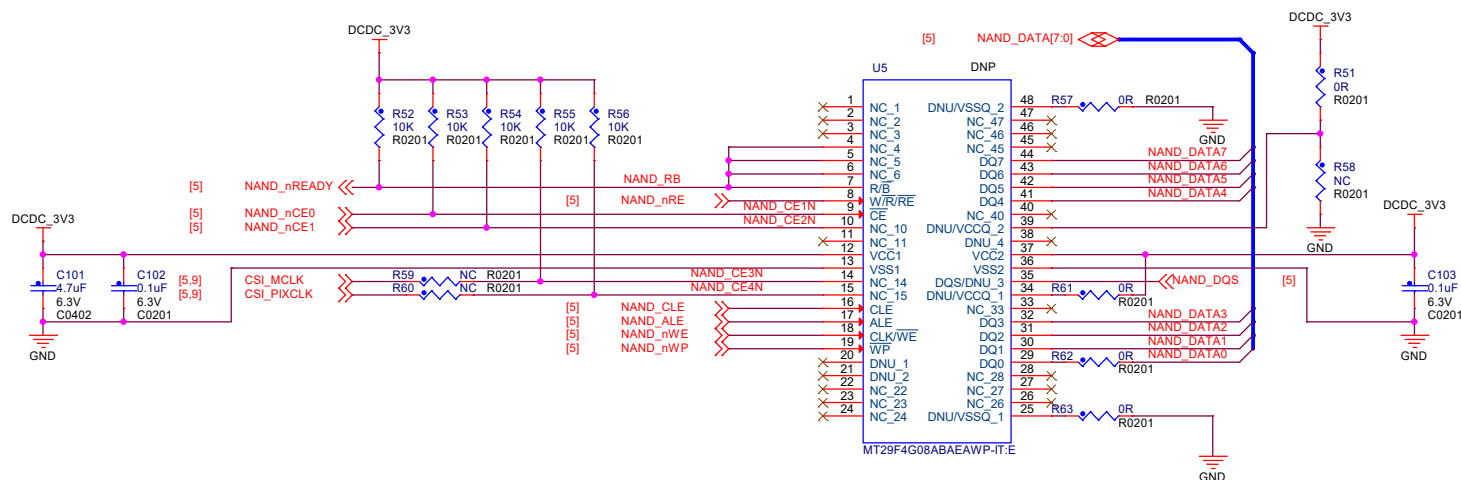 DCDC_3V3
[5] NAND_DATA[7:0]
DCDC_3V3
U5
DNP
R52
10K
R0201
R53
10K
R0201
R54
10K
R0201
R55
10K
R0201
R56
10K
R0201
R51
0R
R0201
R58
NC
R0201
GND
1 NC_1
2 NC_2
3 NC_3
4 NC_4
5 NC_5
6 NC_6
7 R/B
8 W/R/RE
9 CE
10 NC_10
11 NC_11
12 VCC1
13 VSS1
14 NC_14
15 NC_15
16 CLE
17 ALE
18 CLK/WE
19 WP
20 DNU_1
21 DNU_2
22 NC_22
23 NC_23
24 NC_24
DNU/VSSQ_2 48
NC_47 47
NC_46 46
NC_45 45
DQ7 44
DQ6 43
DQ5 42
DQ4 41
NC_40 40
DNU/VCCQ_2 39
DNU_4 38
VCC2 37
VSS2 36
DQS/DNU_3 35
DNU/VCCQ_1 34
NC_33 33
DQ3 32
DQ2 31
DQ1 30
DQ0 29
NC_28 28
NC_27 27
NC_26 26
DNU/VSSQ_1 25
MT29F4G08ABAEAWP-IT:E
R57 0R R0201
GND
NAND_DATA7
NAND_DATA6
NAND_DATA5
NAND_DATA4
NAND_DQS [5]
R61 0R
R0201
NAND_DATA3
NAND_DATA2
NAND_DATA1
NAND_DATA0
R62 0R
R0201
R63 0R
R0201
GND
[5] NAND_nREADY
NAND_RB
[5] NAND_nRE
[5] NAND_nCE0
NAND_CE1N
[5] NAND_nCE1
NAND_CE2N
[5,9] CSI_MCLK
R59 NC R0201
NAND_CE3N
[5,9] CSI_PIXCLK
R60 NC R0201
NAND_CE4N
[5] NAND_CLE
[5] NAND_ALE
[5] NAND_nWE
[5] NAND_nWP
DCDC_3V3
C101
4.7uF
6.3V
C0402
C102
0.1uF
6.3V
C0201
GND
DCDC_3V3
C103
0.1uF
6.3V
C0201
GND